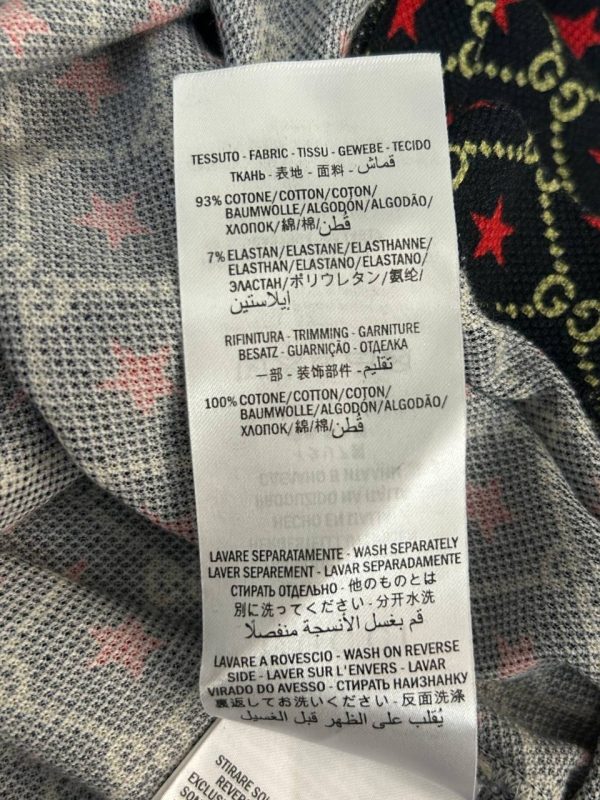 TESSUTO - FABRIC - TISSU - GEWEBE - TECIDO
ТКАНЬ - 表地 - 面料 - قماش
93% COTONE/COTTON/COTON/
BAUMWOLLE/ALGODÓN/ALGODÃO/
ХЛОПОК/綿/棉/قُطن
7% ELASTAN/ELASTANE/ELASTHANNE/
ELASTHAN/ELASTANO/ELASTANO/
ЭЛАСТАН/ポリウレタン/氨纶/
إيلاستين
RIFINITURA - TRIMMING - GARNITURE
BESATZ - GUARNIÇÃO - ОТДЕЛКА
一部 - 装饰部件 - تقليم
100% COTONE/COTTON/COTON/
BAUMWOLLE/ALGODÓN/ALGODÃO/
ХЛОПОК/綿/棉/قُطن
LAVARE SEPARATAMENTE - WASH SEPARATELY
LAVER SEPAREMENT - LAVAR SEPARADAMENTE
СТИРАТЬ ОТДЕЛЬНО - 他のものとは
別に洗ってください - 分开水洗
قم بغسل الأنسجة منفصلًا
LAVARE A ROVESCIO - WASH ON REVERSE
SIDE - LAVER SUR L'ENVERS - LAVAR
VIRADO DO AVESSO - СТИРАТЬ НАИЗНАНКУ
裏返してお洗いください - 反面洗涤
يُقلب على الظهر قبل الغسيل
STIRARE